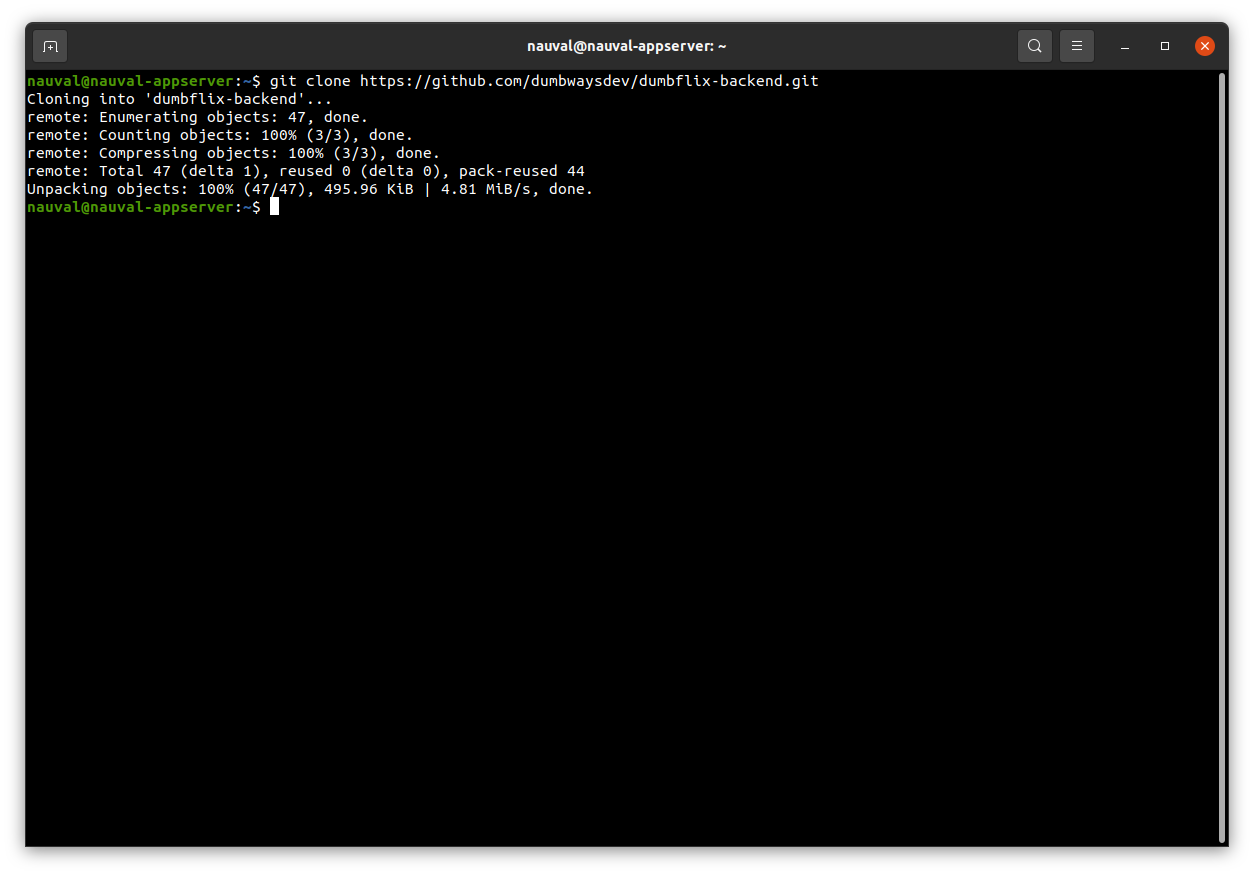 nauval@nauval-appserver: ~
nauval@nauval-appserver:~$ git clone https://github.com/dumbwaysdev/dumbflix-backend.git
Cloning into 'dumbflix-backend'...
remote: Enumerating objects: 47, done.
remote: Counting objects: 100% (3/3), done.
remote: Compressing objects: 100% (3/3), done.
remote: Total 47 (delta 1), reused 0 (delta 0), pack-reused 44
Unpacking objects: 100% (47/47), 495.96 KiB | 4.81 MiB/s, done.
nauval@nauval-appserver:~$